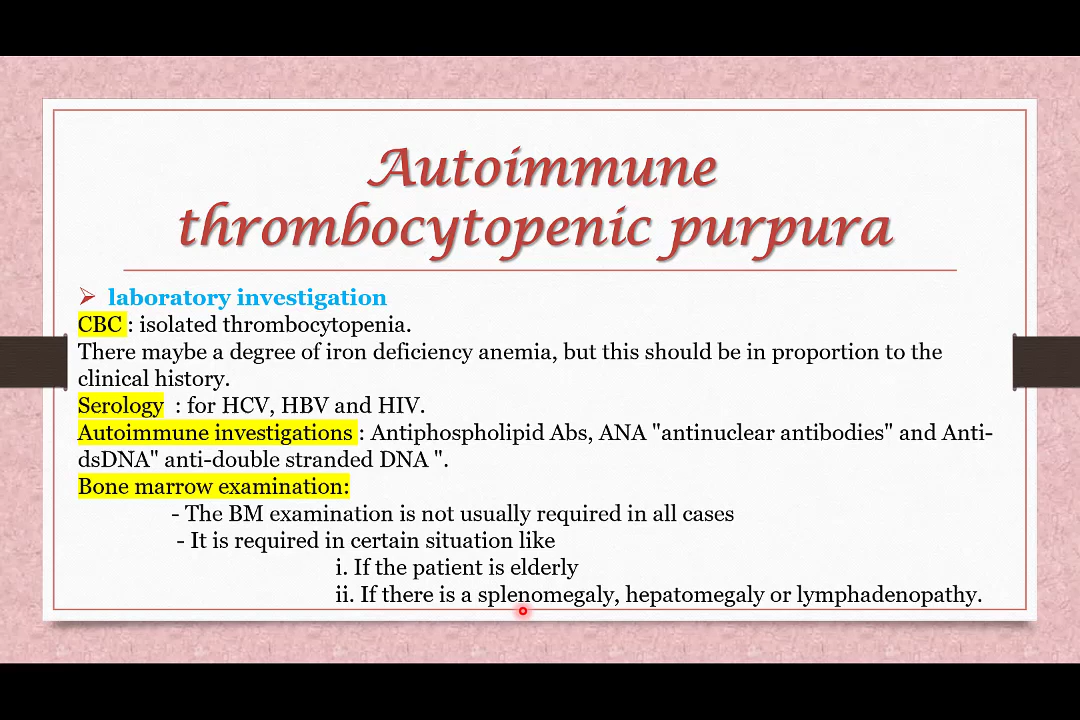 Autoimmune
thrombocytopenic purpura
➢ laboratory investigation
CBC : isolated thrombocytopenia.
There maybe a degree of iron deficiency anemia, but this should be in proportion to the
clinical history.
Serology : for HCV, HBV and HIV.
Autoimmune investigations : Antiphospholipid Abs, ANA "antinuclear antibodies" and Anti-
dsDNA" anti-double stranded DNA ".
Bone marrow examination:
- The BM examination is not usually required in all cases
- It is required in certain situation like
i. If the patient is elderly
ii. If there is a splenomegaly, hepatomegaly or lymphadenopathy.